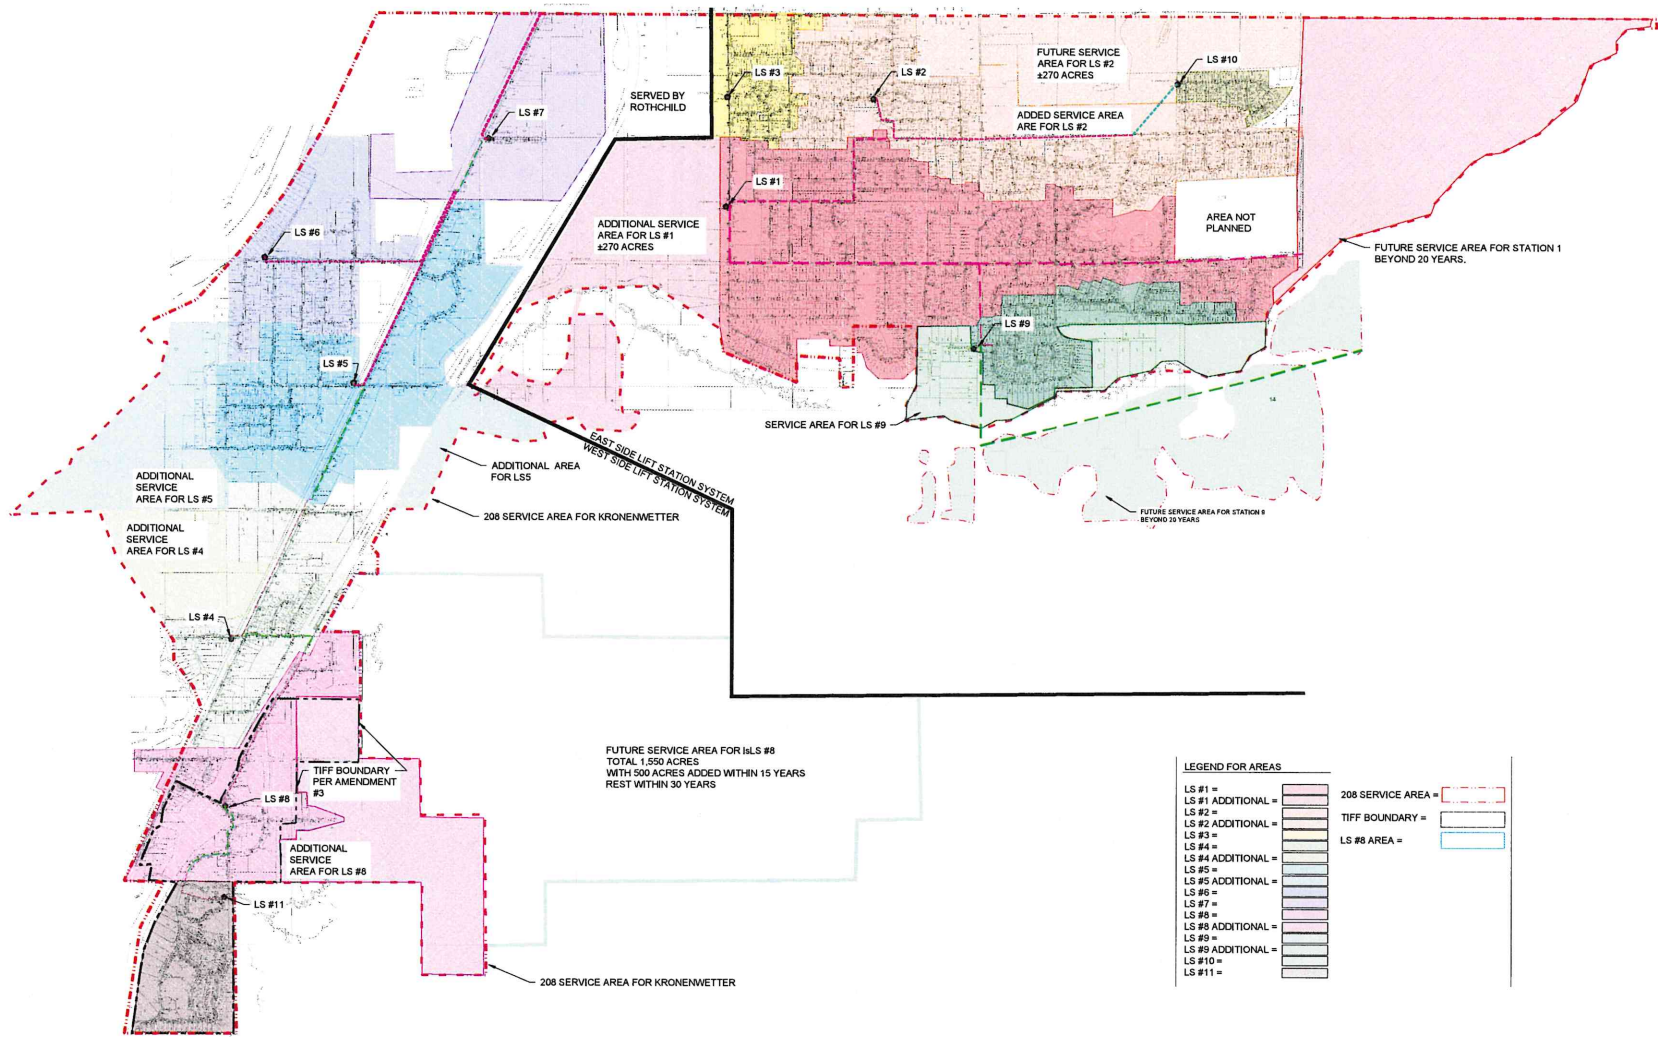 LS #3
LS #2
FUTURE SERVICE
AREA FOR LS #2
±270 ACRES
LS #10
SERVED BY
ROTHCHILD
LS #7
ADDED SERVICE AREA
ARE FOR LS #2
LS #1
ADDITIONAL SERVICE
AREA FOR LS #1
±270 ACRES
AREA NOT
PLANNED
LS #6
FUTURE SERVICE AREA FOR STATION 1
BEYOND 20 YEARS.
LS #9
LS #5
14
SERVICE AREA FOR LS #9
EAST SIDE LIFT STATION SYSTEM
WEST SIDE LIFT STATION SYSTEM
ADDITIONAL AREA
FOR LS5
ADDITIONAL
SERVICE
AREA FOR LS #5
208 SERVICE AREA FOR KRONENWETTER
FUTURE SERVICE AREA FOR STATION 9
BEYOND 20 YEARS
ADDITIONAL
SERVICE
AREA FOR LS #4
LS #4
FUTURE SERVICE AREA FOR lsLS #8
TOTAL 1,550 ACRES
WITH 500 ACRES ADDED WITHIN 15 YEARS
REST WITHIN 30 YEARS
TIFF BOUNDARY
PER AMENDMENT
#3
LS #8
ADDITIONAL
SERVICE
AREA FOR LS #8
LS #11
208 SERVICE AREA FOR KRONENWETTER
LEGEND FOR AREAS
LS #1 =
LS #1 ADDITIONAL =
LS #2 =
LS #2 ADDITIONAL =
LS #3 =
LS #4 =
LS #4 ADDITIONAL =
LS #5 =
LS #5 ADDITIONAL =
LS #6 =
LS #7 =
LS #8 =
LS #8 ADDITIONAL =
LS #9 =
LS #9 ADDITIONAL =
LS #10 =
LS #11 =
208 SERVICE AREA =
TIFF BOUNDARY =
LS #8 AREA =